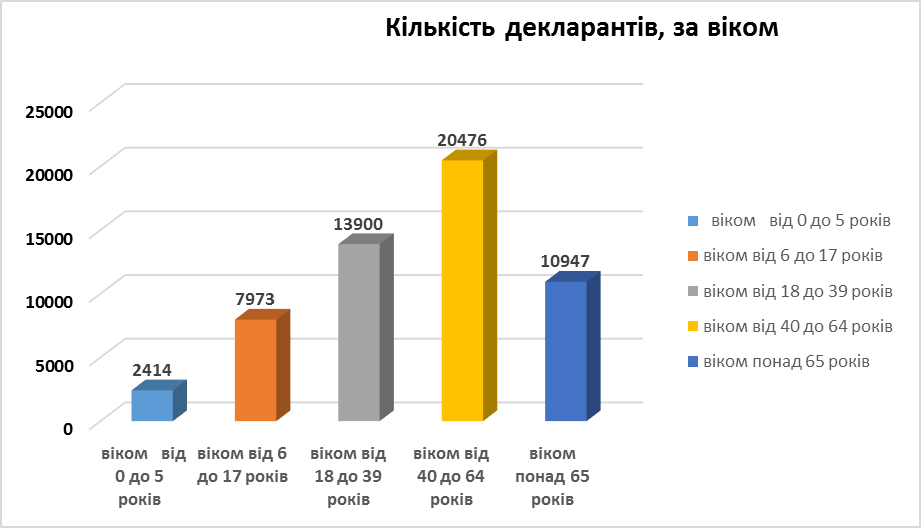 Кількість декларантів, за віком
25000
20000
15000
10000
5000
0
2414
7973
13900
20476
10947
віком від
0 до 5
років
віком від 6
до 17 років
віком від
18 до 39
років
віком від
40 до 64
років
віком
понад 65
років
віком від 0 до 5 років
віком від 6 до 17 років
віком від 18 до 39 років
віком від 40 до 64 років
віком понад 65 років